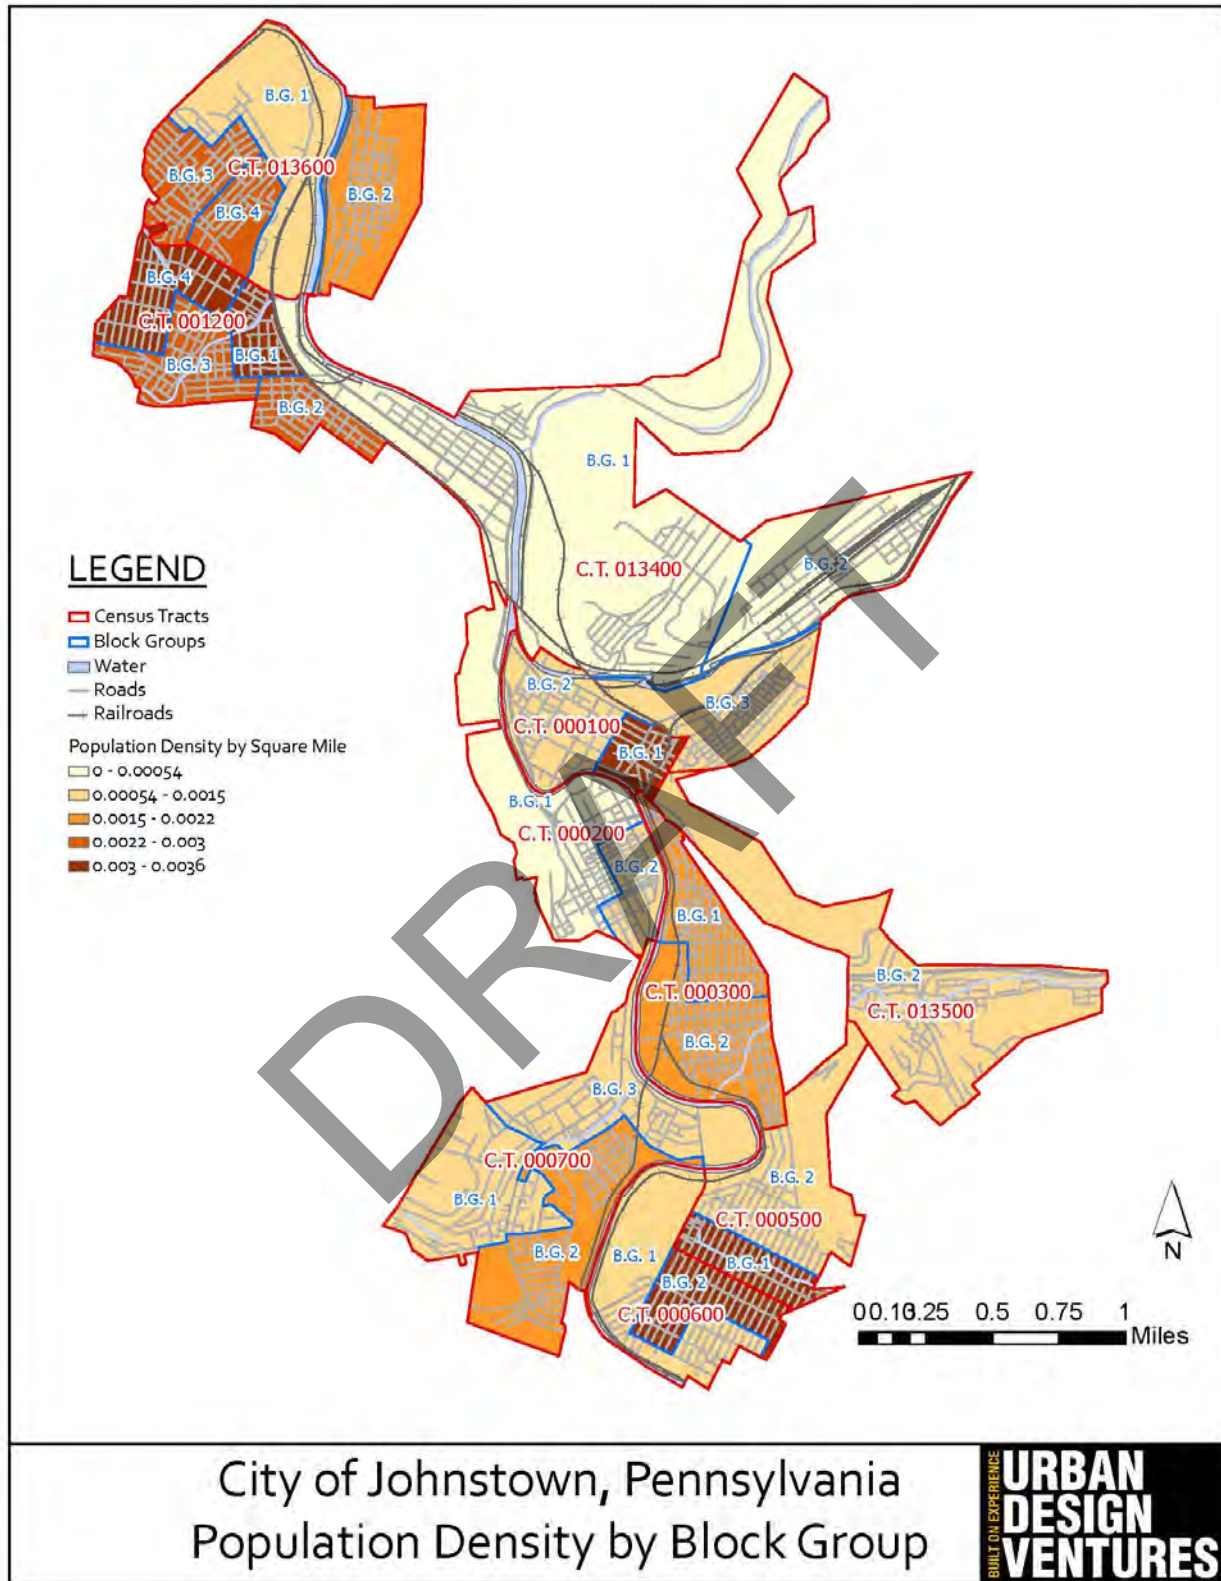 B.G. 1
C.T. 013600
B.G. 3
B.G. 2
B.G. 4
B.G. 4
C.T. 001200
B.G. 1
B.G. 3
B.G. 2
B.G. 1
C.T. 013400
B.G. 2
LEGEND
Census Tracts
Block Groups
Water
Roads
Railroads
Population Density by Square Mile
0 - 0.00054
0.00054 - 0.0015
0.0015 - 0.0022
0.0022 - 0.003
0.003 - 0.0036
B.G. 2
B.G. 3
C.T. 000100
B.G. 1
B.G. 1
C.T. 000200
B.G. 2
B.G. 1
B.G. 2
C.T. 000300
C.T. 013500
B.G. 2
B.G. 3
C.T. 000700
B.G. 1
B.G. 2
B.G. 2
C.T. 000500
B.G. 1
B.G. 1
B.G. 2
C.T. 000600
DRAFT
N
0.5 0.75 1
Miles
City of Johnstown, Pennsylvania
Population Density by Block Group
BUILT ON EXPERIENCE
URBAN
DESIGN
VENTURES